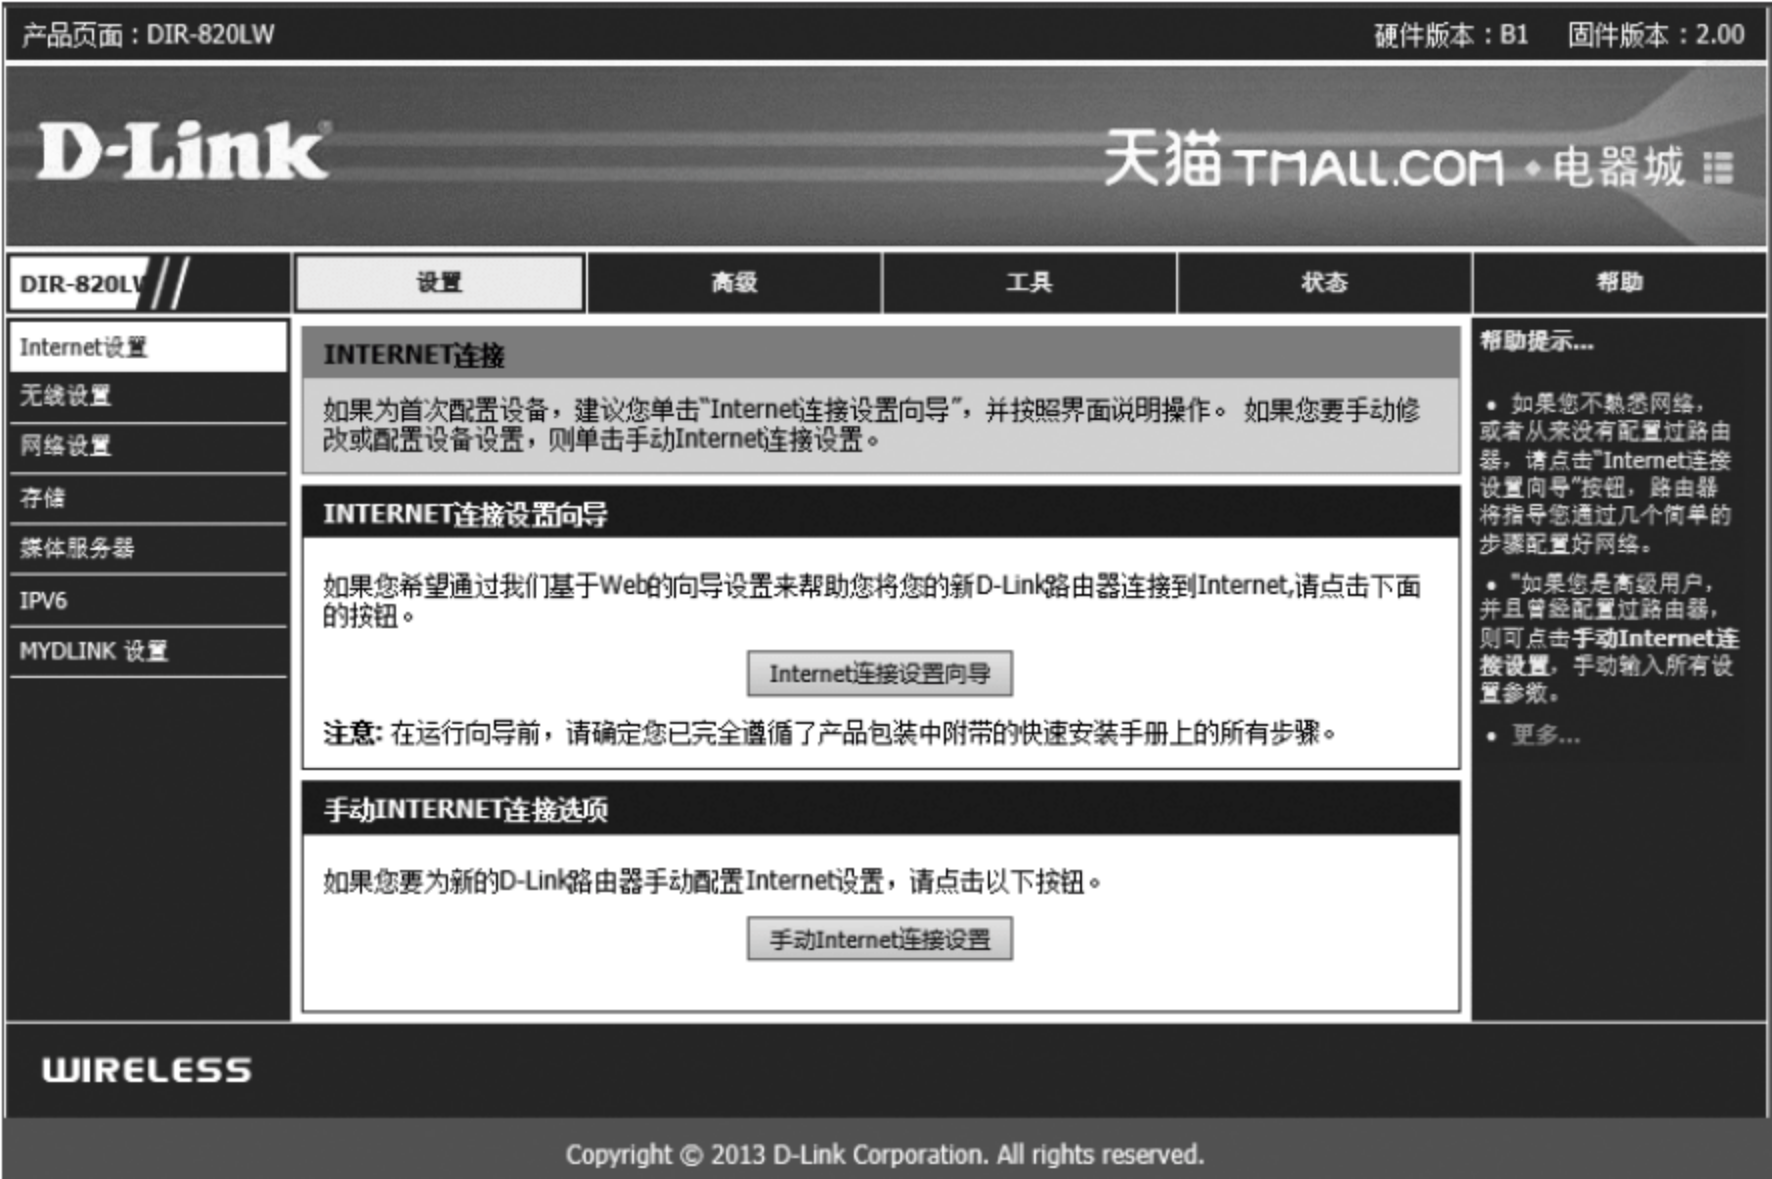 产品页面：DIR-820LW
硬件版本：B1 固件版本：2.00
D-Link
天猫 TMALL.COM 电器城
DIR-820L
设置
高级
工具
状态
帮助
Internet设置
无线设置
网络设置
存储
媒体服务器
IPV6
MYDLINK 设置
INTERNET连接
如果为首次配置设备，建议您单击“Internet连接设置向导”，并按照界面说明操作。 如果您要手动修
改或配置设备设置，则单击手动Internet连接设置。
INTERNET连接设置向导
如果您希望通过我们基于Web的向导设置来帮助您将您的新D-Link路由器连接到Internet,请点击下面
的按钮。
Internet连接设置向导
注意: 在运行向导前，请确定您已完全遵循了产品包装中附带的快速安装手册上的所有步骤。
手动INTERNET连接选项
如果您要为新的D-Link路由器手动配置Internet设置，请点击以下按钮。
手动Internet连接设置
帮助提示...
• 如果您不熟悉网络，
或者从来没有配置过路由
器，请点击“Internet连接
设置向导”按钮，路由器
将指导您通过几个简单的
步骤配置好网络。
• “如果您是高级用户，
并且曾经配置过路由器，
则可点击手动Internet连
接设置，手动输入所有设
置参数。
• 更多...
WIRELESS
Copyright © 2013 D-Link Corporation. All rights reserved.